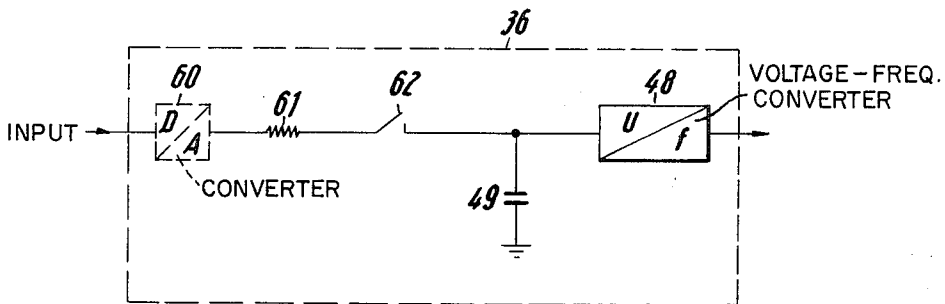 36
60
61
62
48
VOLTAGE-FREQ.
CONVERTER
INPUT
D
A
U
f
CONVERTER
49